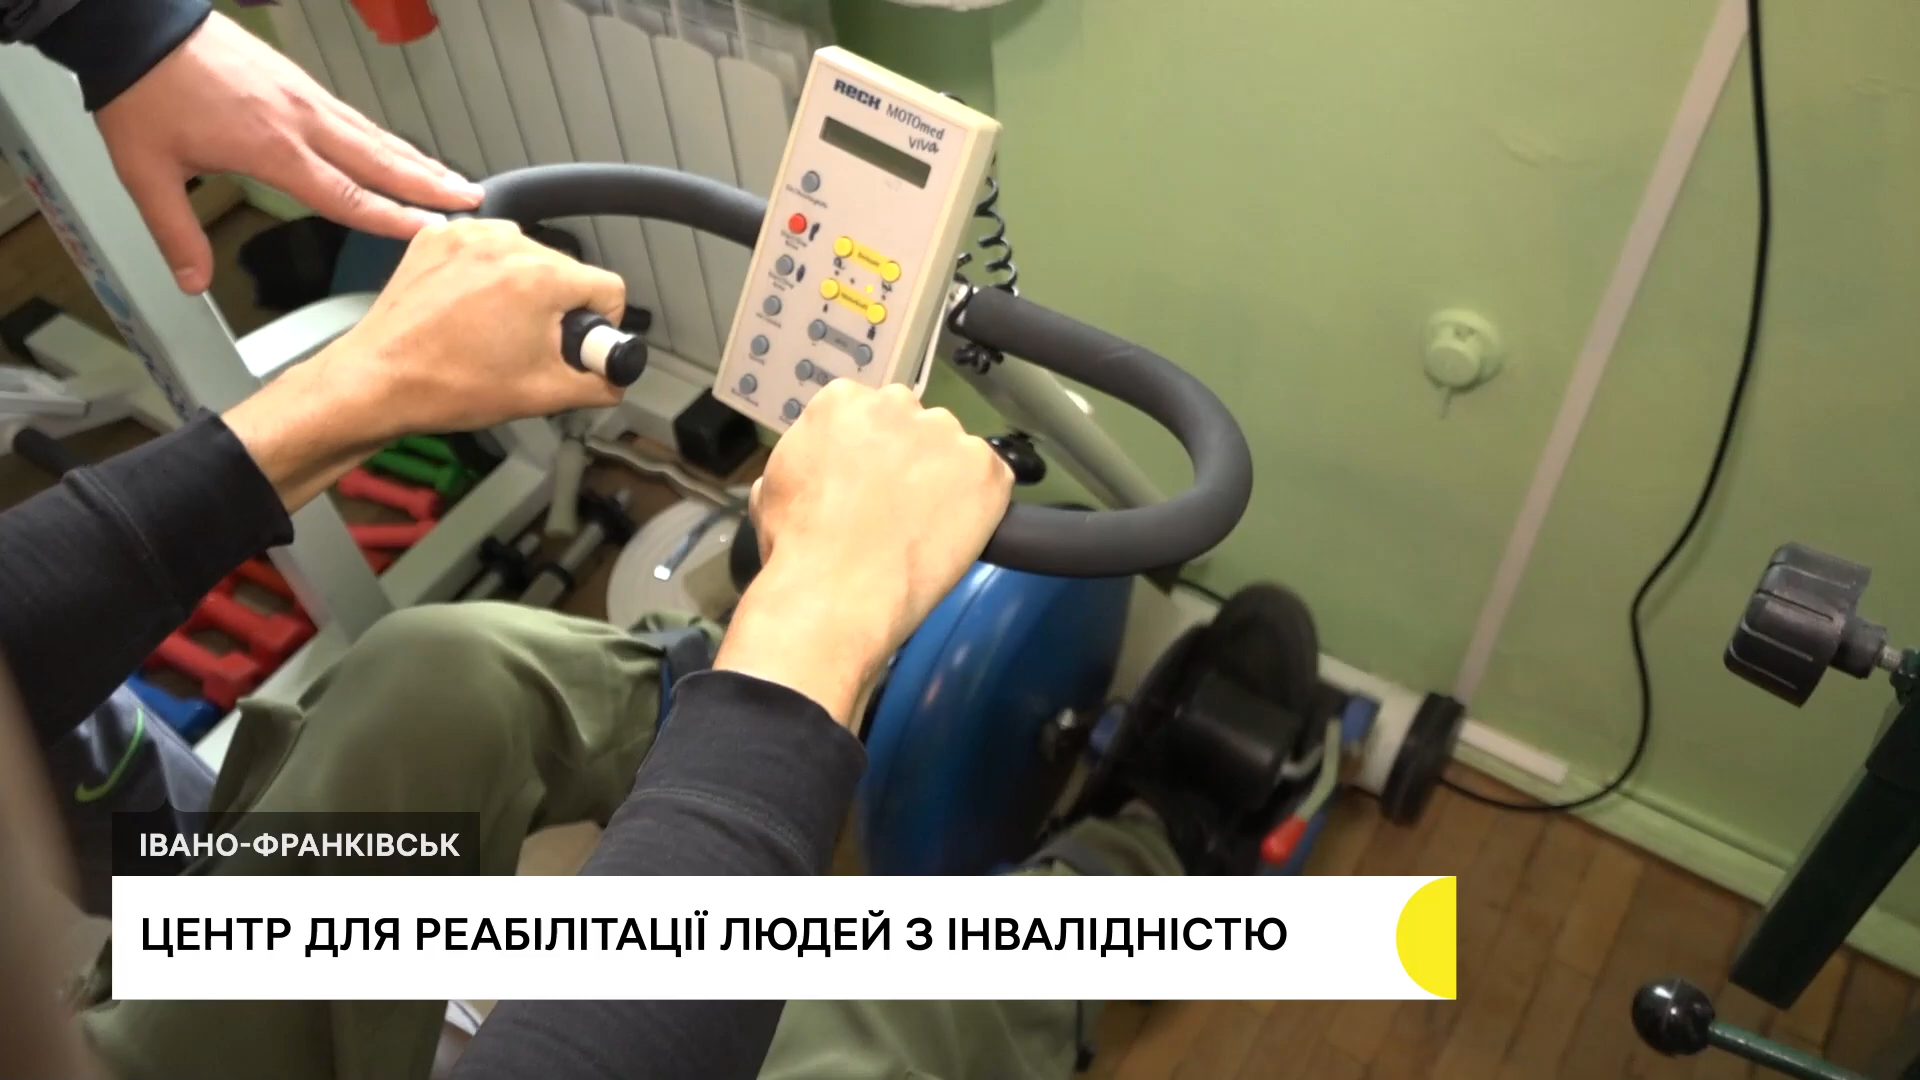 RECK MOTOmed
viva
ІВАНО-ФРАНКІВСЬК
ЦЕНТР ДЛЯ РЕАБІЛІТАЦІЇ ЛЮДЕЙ З ІНВАЛІДНІСТЮ